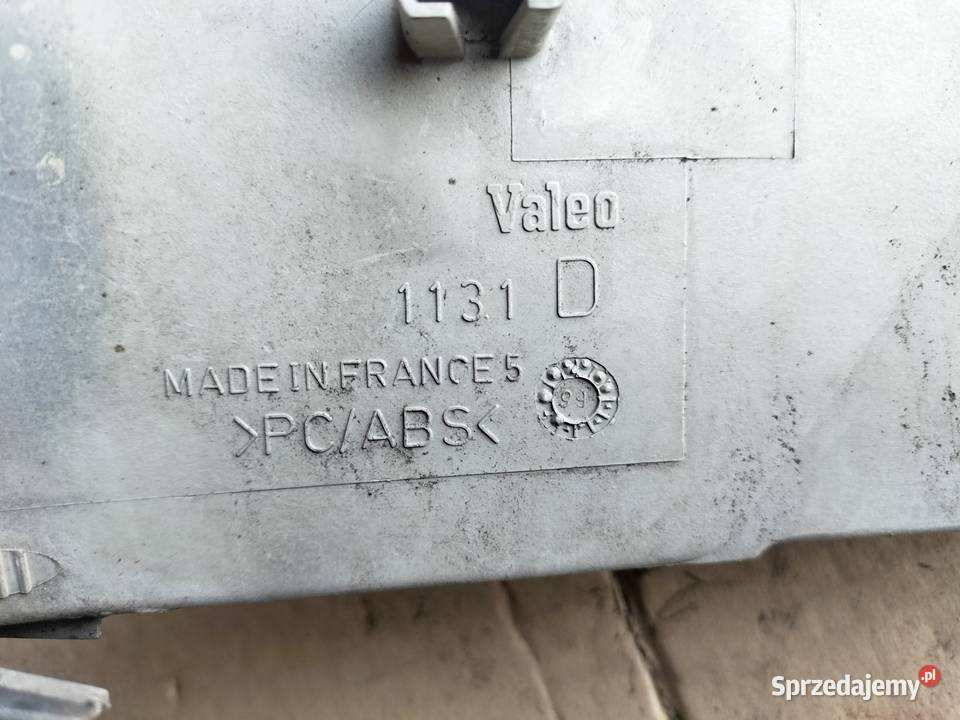 Valeo
1131 D
MADE IN FRANCE 5
>PC/ABS<
Sprzedajemy.pl